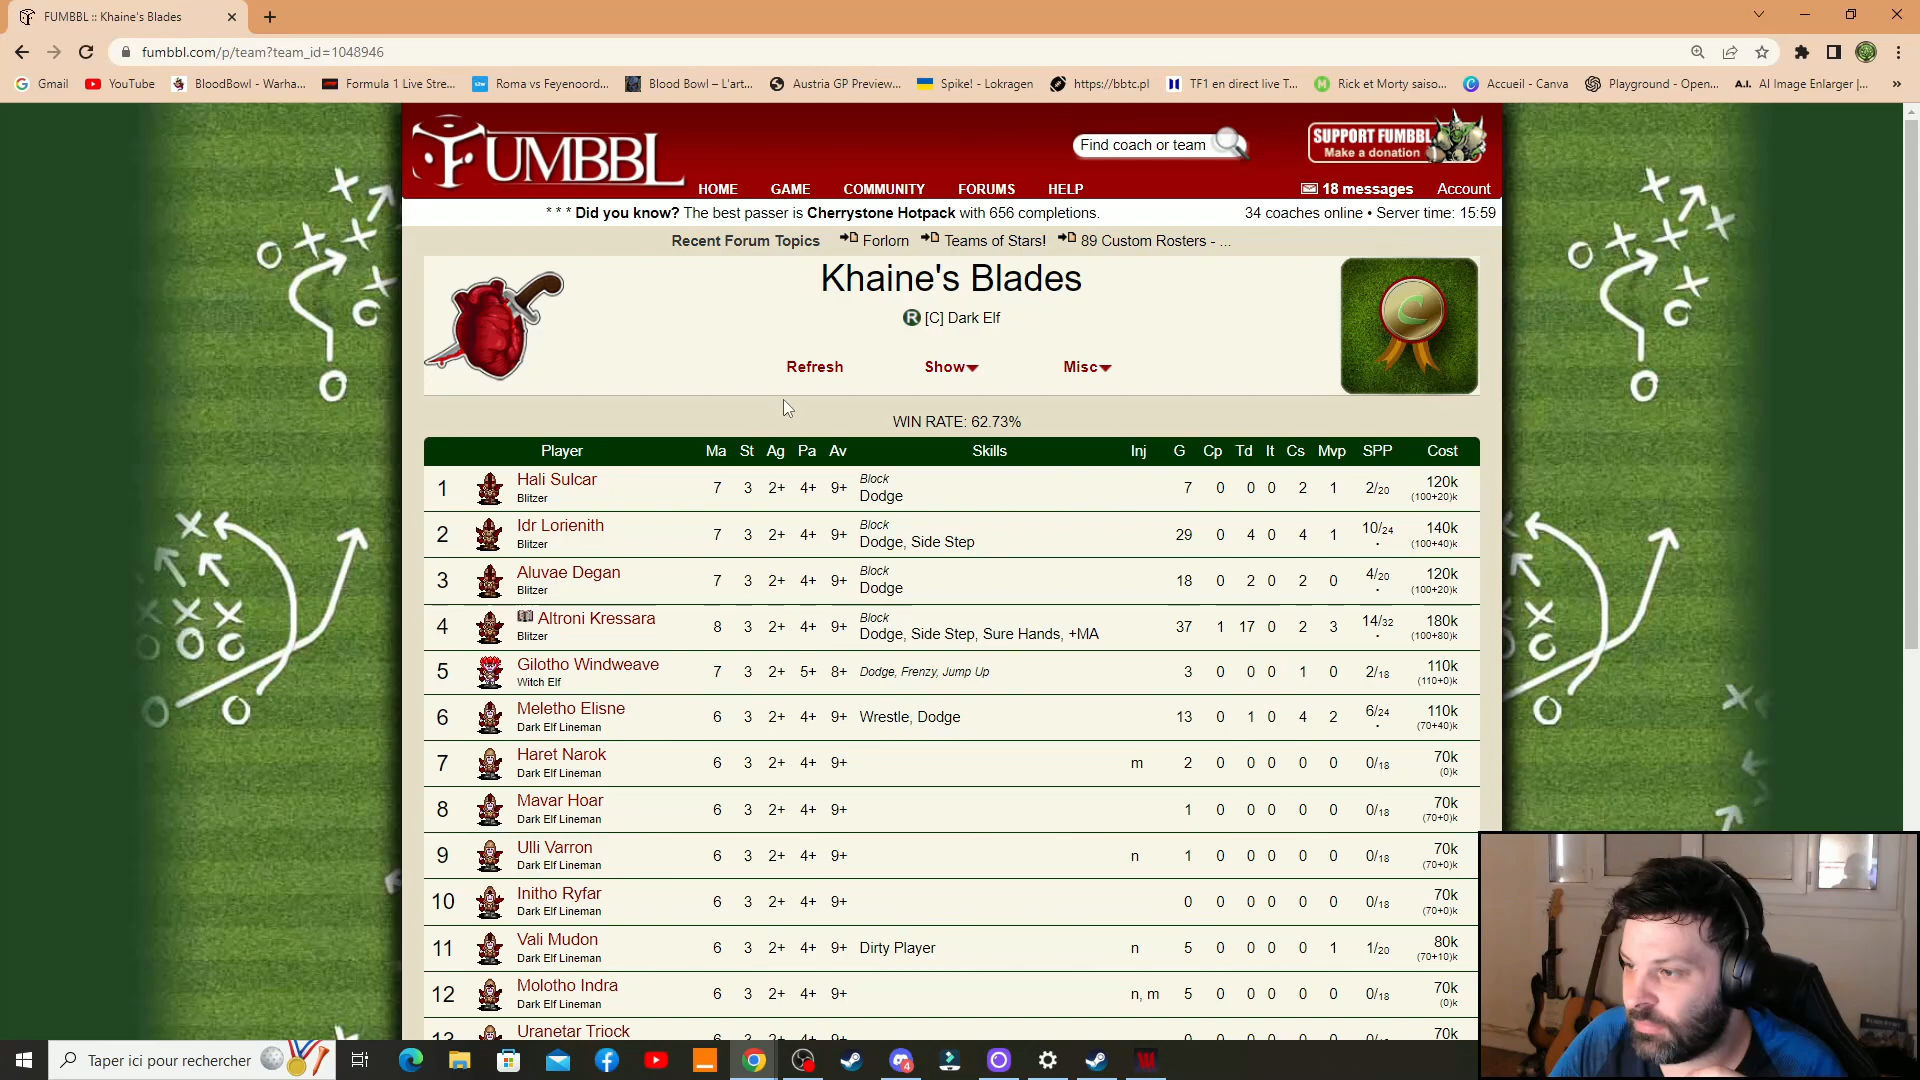 FUMBBL :: Khaine's Blades
fumbbl.com/p/team?team_id=1048946
Gmail YouTube BloodBowl - Warha... Formula 1 Live Stre... Roma vs Feyenoord... Blood Bowl – L'art... Austria GP Preview... Spike! - Lokragen https://bbtc.pl TF1 en direct live T... Rick et Morty saiso... Accueil - Canva Playground - Open... A.I. AI Image Enlarger |... »
FUMBBL
Find coach or team
SUPPORT FUMBBL
Make a donation
HOME GAME COMMUNITY FORUMS HELP 18 messages Account
* * * Did you know? The best passer is Cherrystone Hotpack with 656 completions. 34 coaches online • Server time: 15:59
Recent Forum Topics Forlorn Teams of Stars! 89 Custom Rosters - ...
Khaine's Blades
R [C] Dark Elf
Refresh Show Misc
WIN RATE: 62.73%
Player Ma St Ag Pa Av Skills Inj G Cp Td It Cs Mvp SPP Cost
1 Hali Sulcar Blitzer 7 3 2+ 4+ 9+ Block Dodge 7 0 0 0 2 1 2/20 120k (100+20)k
2 Idr Lorienith Blitzer 7 3 2+ 4+ 9+ Block Dodge, Side Step 29 0 4 0 4 1 10/24 140k (100+40)k
3 Aluvae Degan Blitzer 7 3 2+ 4+ 9+ Block Dodge 18 0 2 0 2 0 4/20 120k (100+20)k
4 Altroni Kressara Blitzer 8 3 2+ 4+ 9+ Block Dodge, Side Step, Sure Hands, +MA 37 1 17 0 2 3 14/32 180k (100+80)k
5 Gilotho Windweave Witch Elf 7 3 2+ 5+ 8+ Dodge, Frenzy, Jump Up 3 0 0 0 1 0 2/18 110k (110+0)k
6 Meletho Elisne Dark Elf Lineman 6 3 2+ 4+ 9+ Wrestle, Dodge 13 0 1 0 4 2 6/24 110k (70+40)k
7 Haret Narok Dark Elf Lineman 6 3 2+ 4+ 9+ m 2 0 0 0 0 0 0/18 70k (0)k
8 Mavar Hoar Dark Elf Lineman 6 3 2+ 4+ 9+ 1 0 0 0 0 0 0/18 70k (70+0)k
9 Ulli Varron Dark Elf Lineman 6 3 2+ 4+ 9+ n 1 0 0 0 0 0 0/18 70k (70+0)k
10 Initho Ryfar Dark Elf Lineman 6 3 2+ 4+ 9+ 0 0 0 0 0 0 0/18 70k (70+0)k
11 Vali Mudon Dark Elf Lineman 6 3 2+ 4+ 9+ Dirty Player n 5 0 0 0 0 1 1/20 80k (70+10)k
12 Molotho Indra Dark Elf Lineman 6 3 2+ 4+ 9+ n, m 5 0 0 0 0 0 0/18 70k (0)k
Uranetar Triock 70k
Taper ici pour rechercher